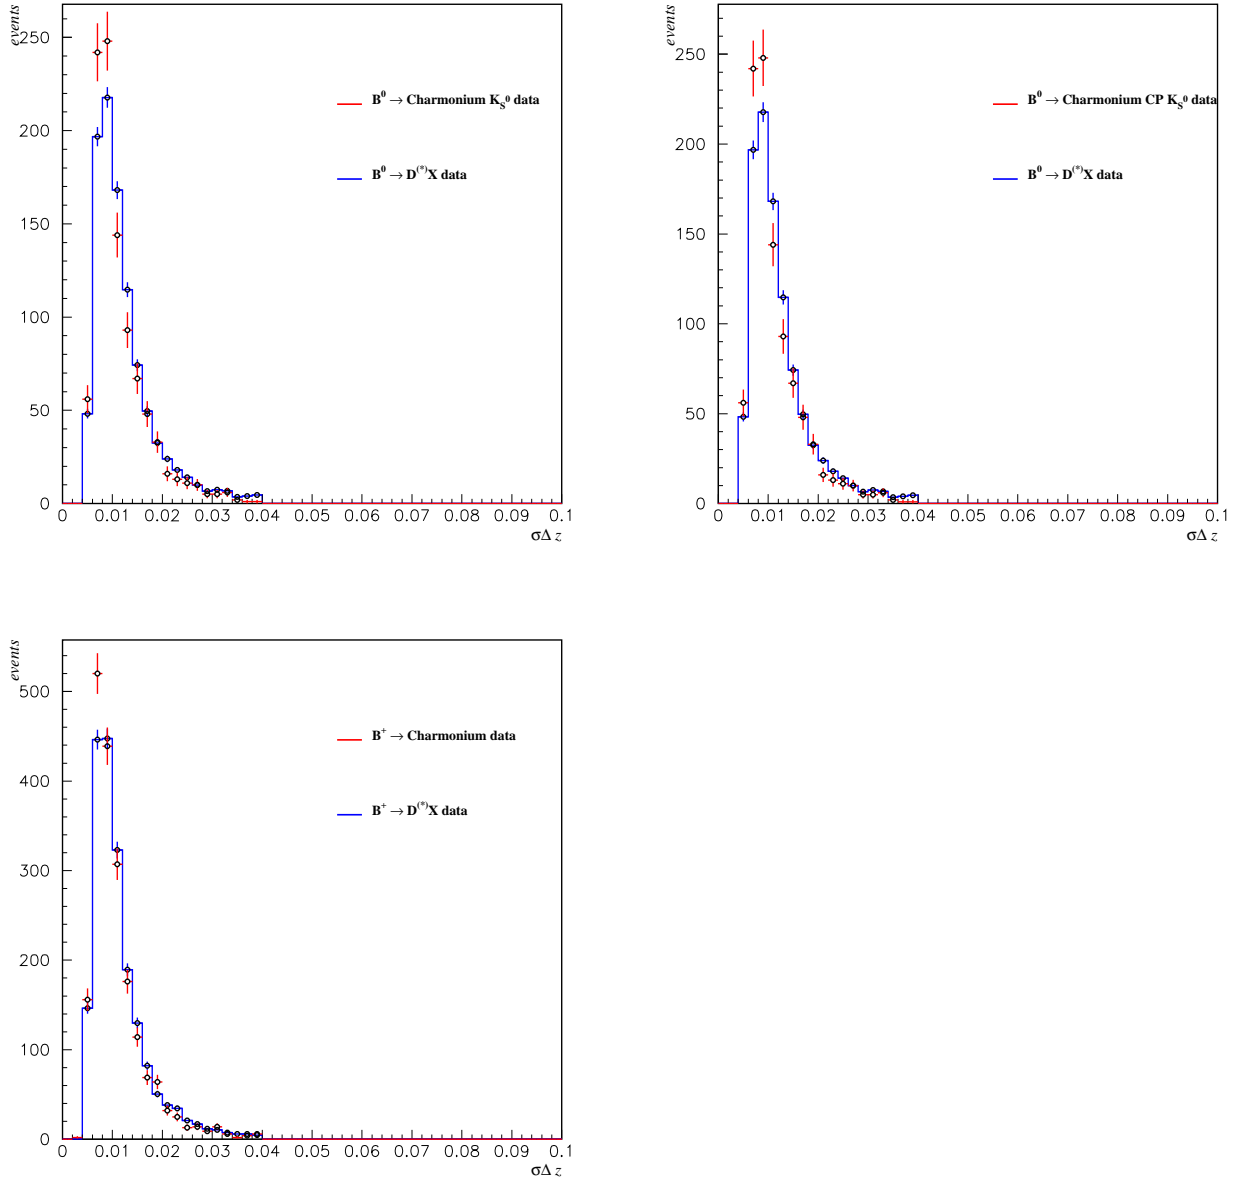 events
250
200
150
100
50
0
0 0.01 0.02 0.03 0.04 0.05 0.06 0.07 0.08 0.09 0.1
σΔ z
B⁰ → Charmonium K_S⁰ data
B⁰ → D⁽*⁾X data
events
250
200
150
100
50
0
0 0.01 0.02 0.03 0.04 0.05 0.06 0.07 0.08 0.09 0.1
σΔ z
B⁰ → Charmonium CP K_S⁰ data
B⁰ → D⁽*⁾X data
events
500
400
300
200
100
0
0 0.01 0.02 0.03 0.04 0.05 0.06 0.07 0.08 0.09 0.1
σΔ z
B⁺ → Charmonium data
B⁺ → D⁽*⁾X data